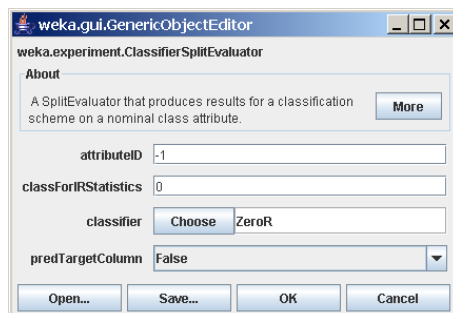 weka.gui.GenericObjectEditor
weka.experiment.ClassifierSplitEvaluator
About
A SplitEvaluator that produces results for a classification
scheme on a nominal class attribute.
More
attributeID -1
classForIRStatistics 0
classifier Choose ZeroR
predTargetColumn False
Open... Save... OK Cancel